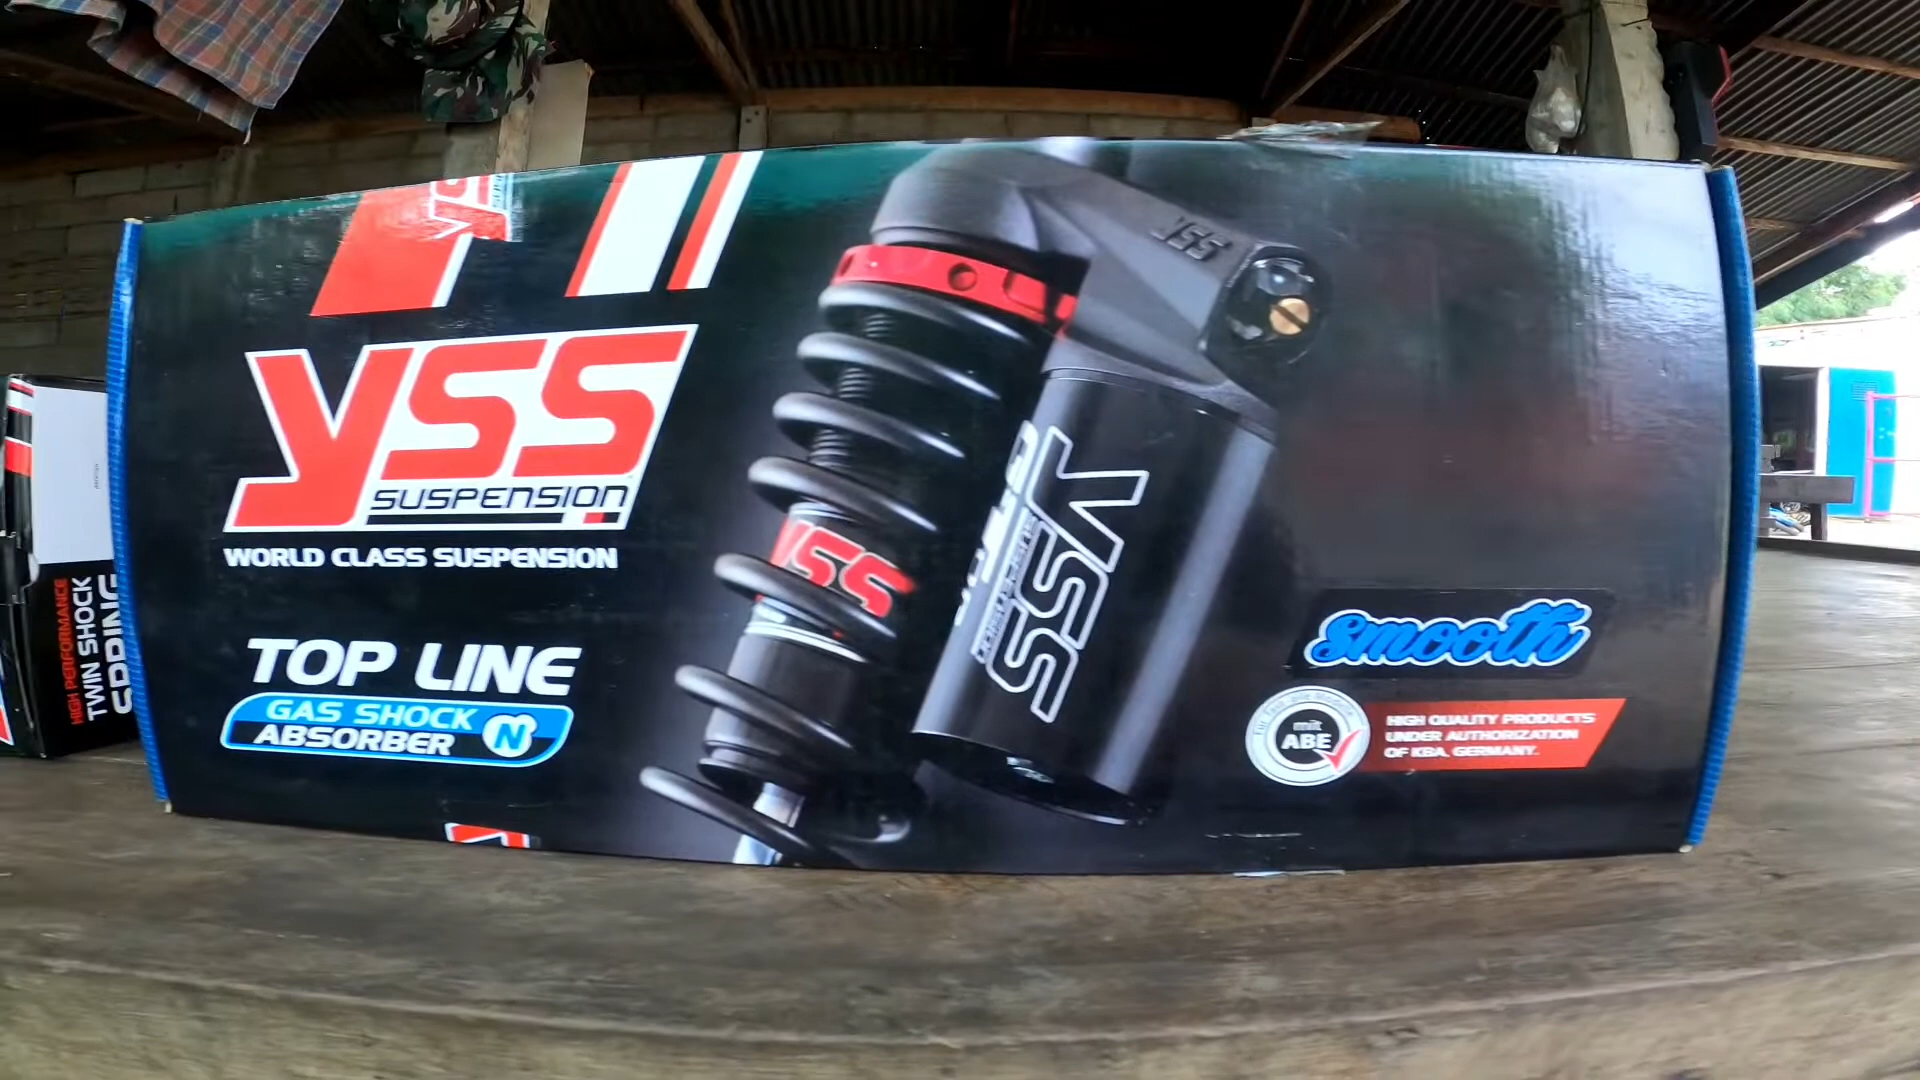 YSS
SUSPENSION
WORLD CLASS SUSPENSION
TOP LINE
GAS SHOCK
ABSORBER N
YSS
YSS
YSS
SUSPENSION
smooth
mit
ABE
HIGH QUALITY PRODUCTS
UNDER AUTHORIZATION
OF KBA, GERMANY.
HIGH PERFORMANCE
TWIN SHOCK
SPRING